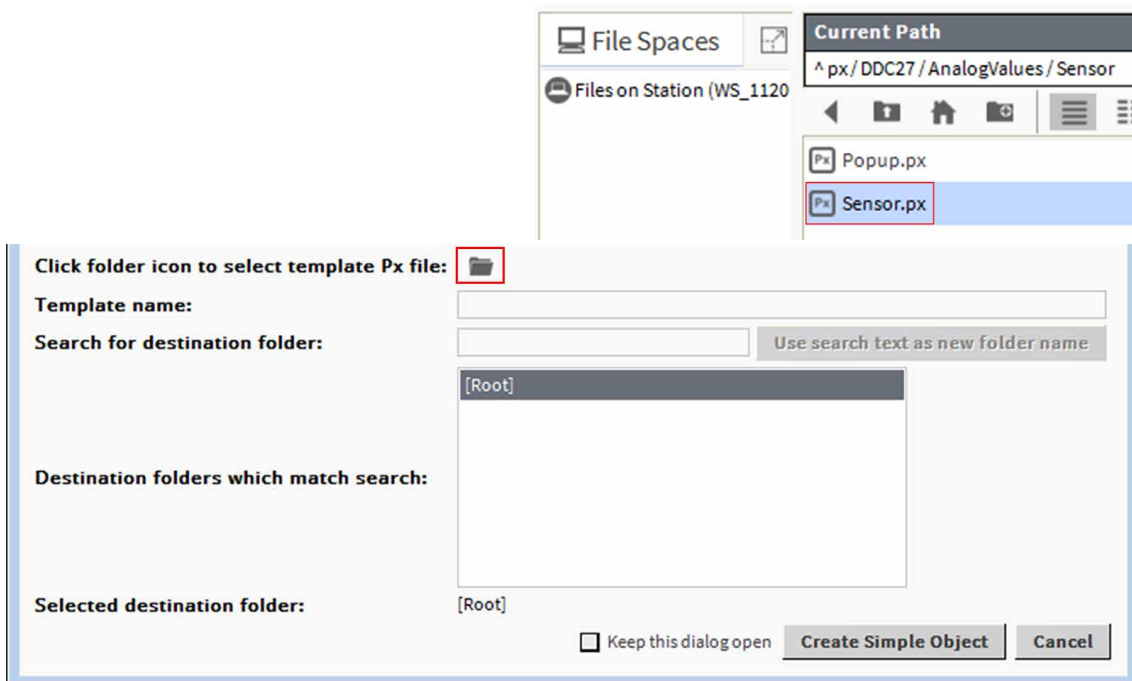 File Spaces
Files on Station (WS_1120
Current Path
^ px / DDC27 / AnalogValues / Sensor
Px Popup.px
Px Sensor.px
Click folder icon to select template Px file:
Template name:
Search for destination folder:
Use search text as new folder name
[Root]
Destination folders which match search:
Selected destination folder:
[Root]
Keep this dialog open
Create Simple Object
Cancel